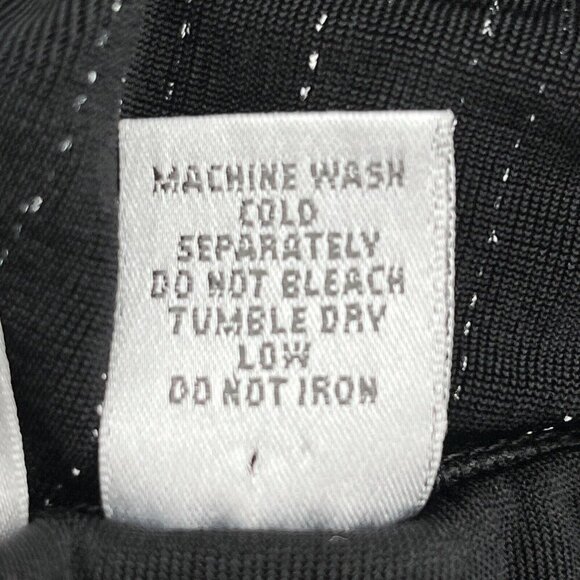 MACHINE WASH
COLD
SEPARATELY
DO NOT BLEACH
TUMBLE DRY
LOW
DO NOT IRON